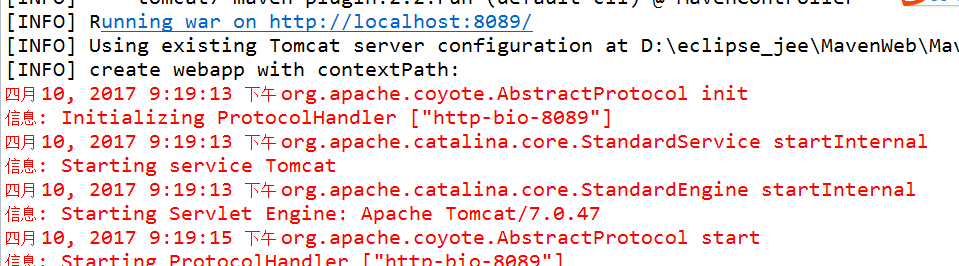 [INFO] --- tomcat7-maven-plugin:2.2:run (default-cli) @ MavenController
[INFO] Running war on http://localhost:8089/
[INFO] Using existing Tomcat server configuration at D:\eclipse_jee\MavenWeb\Mav
[INFO] create webapp with contextPath:
四月 10, 2017 9:19:13 下午 org.apache.coyote.AbstractProtocol init
信息: Initializing ProtocolHandler ["http-bio-8089"]
四月 10, 2017 9:19:13 下午 org.apache.catalina.core.StandardService startInternal
信息: Starting service Tomcat
四月 10, 2017 9:19:13 下午 org.apache.catalina.core.StandardEngine startInternal
信息: Starting Servlet Engine: Apache Tomcat/7.0.47
四月 10, 2017 9:19:15 下午 org.apache.coyote.AbstractProtocol start
信息: Starting ProtocolHandler ["http-bio-8089"]